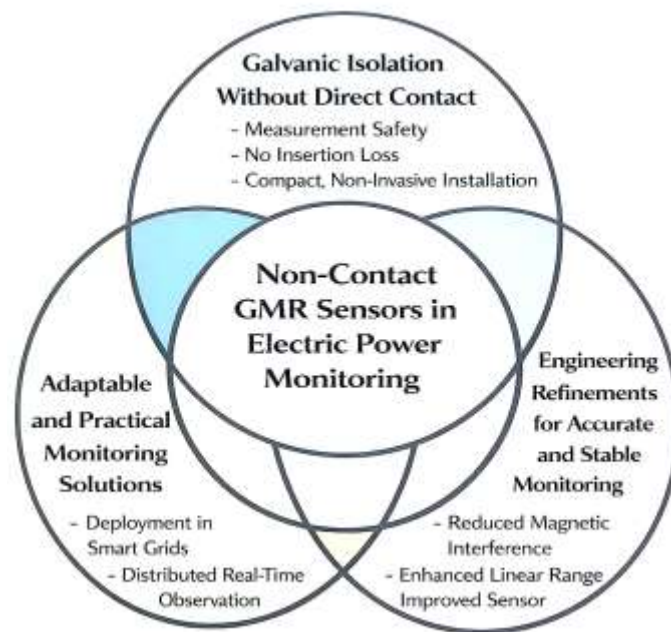 Galvanic Isolation
Without Direct Contact
- Measurement Safety
- No Insertion Loss
- Compact, Non-Invasive Installation
Non-Contact
GMR Sensors in
Electric Power
Monitoring
Adaptable
and Practical
Monitoring
Solutions
- Deployment in
Smart Grids
- Distributed Real-Time
Observation
Engineering
Refinements
for Accurate
and Stable
Monitoring
- Reduced Magnetic
Interference
- Enhanced Linear Range
Improved Sensor